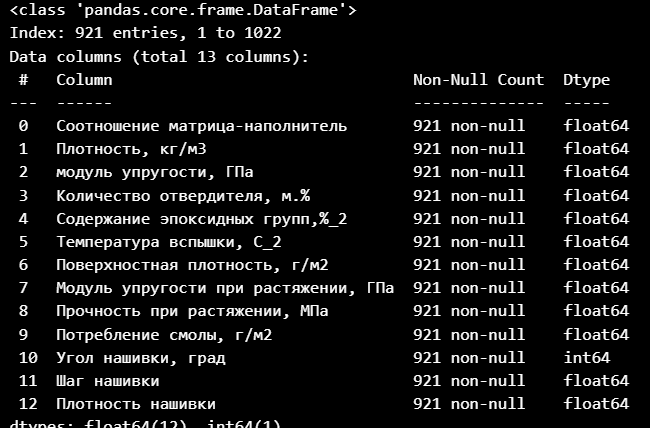 <class 'pandas.core.frame.DataFrame'>
Index: 921 entries, 1 to 1022
Data columns (total 13 columns):
 #   Column                                Non-Null Count  Dtype
---  ------                                --------------  -----
 0   Соотношение матрица-наполнитель       921 non-null    float64
 1   Плотность, кг/м3                      921 non-null    float64
 2   модуль упругости, ГПа                 921 non-null    float64
 3   Количество отвердителя, м.%           921 non-null    float64
 4   Содержание эпоксидных групп,%_2       921 non-null    float64
 5   Температура вспышки, С_2              921 non-null    float64
 6   Поверхностная плотность, г/м2         921 non-null    float64
 7   Модуль упругости при растяжении, ГПа  921 non-null    float64
 8   Прочность при растяжении, МПа         921 non-null    float64
 9   Потребление смолы, г/м2               921 non-null    float64
 10  Угол нашивки, град                    921 non-null    int64
 11  Шаг нашивки                           921 non-null    float64
 12  Плотность нашивки                     921 non-null    float64
dtypes: float64(12), int64(1)